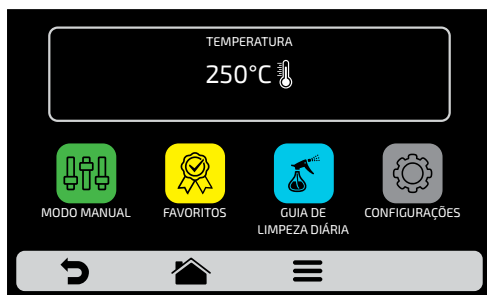 TEMPERATURA
250°C
MODO MANUAL
FAVORITOS
GUIA DE
LIMPEZA DIÁRIA
CONFIGURAÇÕES